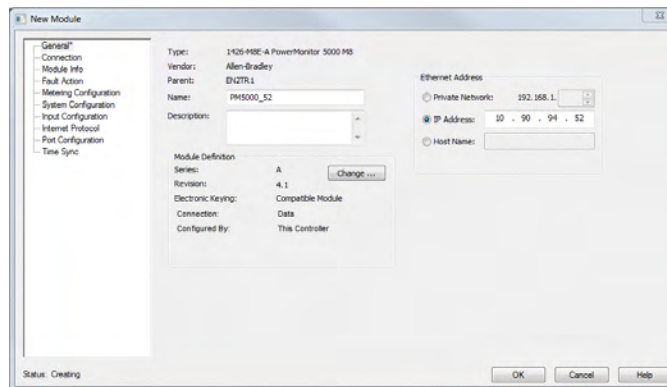 New Module
General*
Connection
Module Info
Fault Action
Metering Configuration
System Configuration
Input Configuration
Internet Protocol
Port Configuration
Time Sync
Type: 1426-M8E-A PowerMonitor 5000 M8
Vendor: Allen-Bradley
Parent: EN2TR1
Name: PM5000_52
Description:
Module Definition
Series: A Change ...
Revision: 4.1
Electronic Keying: Compatible Module
Connection: Data
Configured By: This Controller
Ethernet Address
Private Network: 192.168.1.
IP Address: 10 . 90 . 94 . 52
Host Name:
Status: Creating
OK Cancel Help